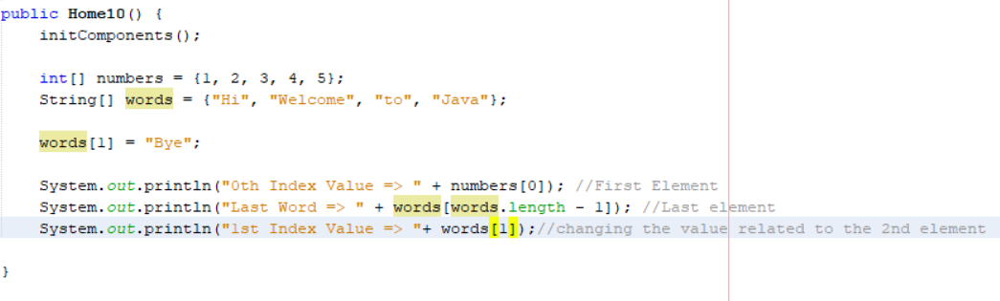 public Home10() {
    initComponents();

    int[] numbers = {1, 2, 3, 4, 5};
    String[] words = {"Hi", "Welcome", "to", "Java"};

    words[1] = "Bye";

    System.out.println("0th Index Value => " + numbers[0]); //First Element
    System.out.println("Last Word => " + words[words.length - 1]); //Last element
    System.out.println("1st Index Value => "+ words[1]);//changing the value related to the 2nd element

}